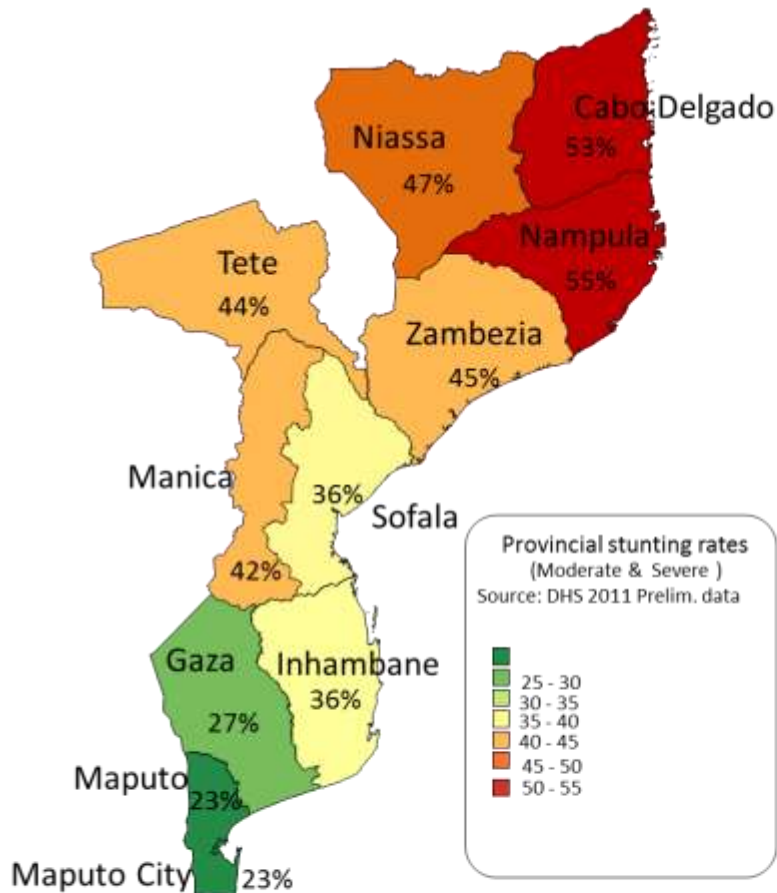 Cabo Delgado
53%
Niassa
47%
Nampula
55%
Tete
44%
Zambezia
45%
Manica
36%
Sofala
42%
Provincial stunting rates
(Moderate & Severe )
Source: DHS 2011 Prelim. data
25 - 30
30 - 35
35 - 40
40 - 45
45 - 50
50 - 55
Gaza
27%
Inhambane
36%
Maputo
23%
Maputo City
23%